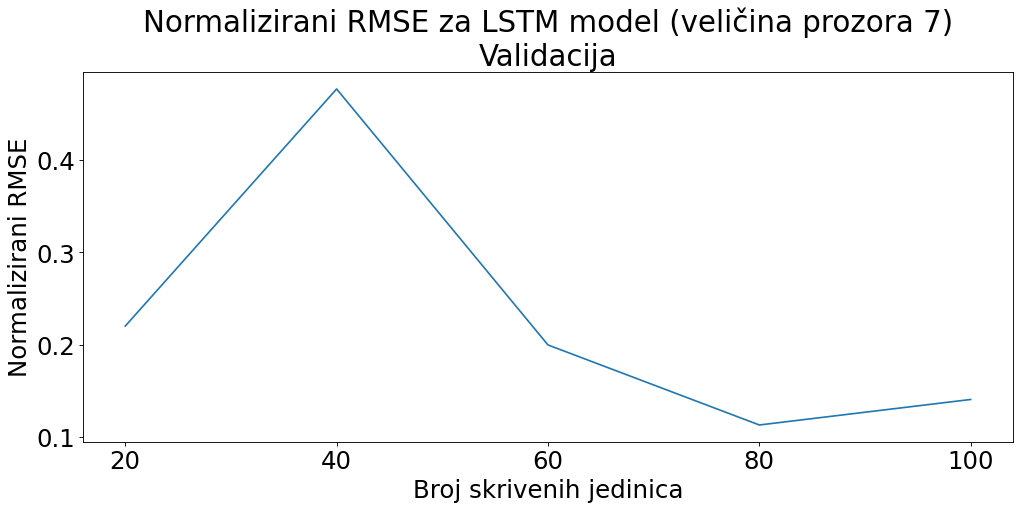 Normalizirani RMSE za LSTM model (veličina prozora 7)
Validacija
Normalizirani RMSE
0.4
0.3
0.2
0.1
20 40 60 80 100
Broj skrivenih jedinica